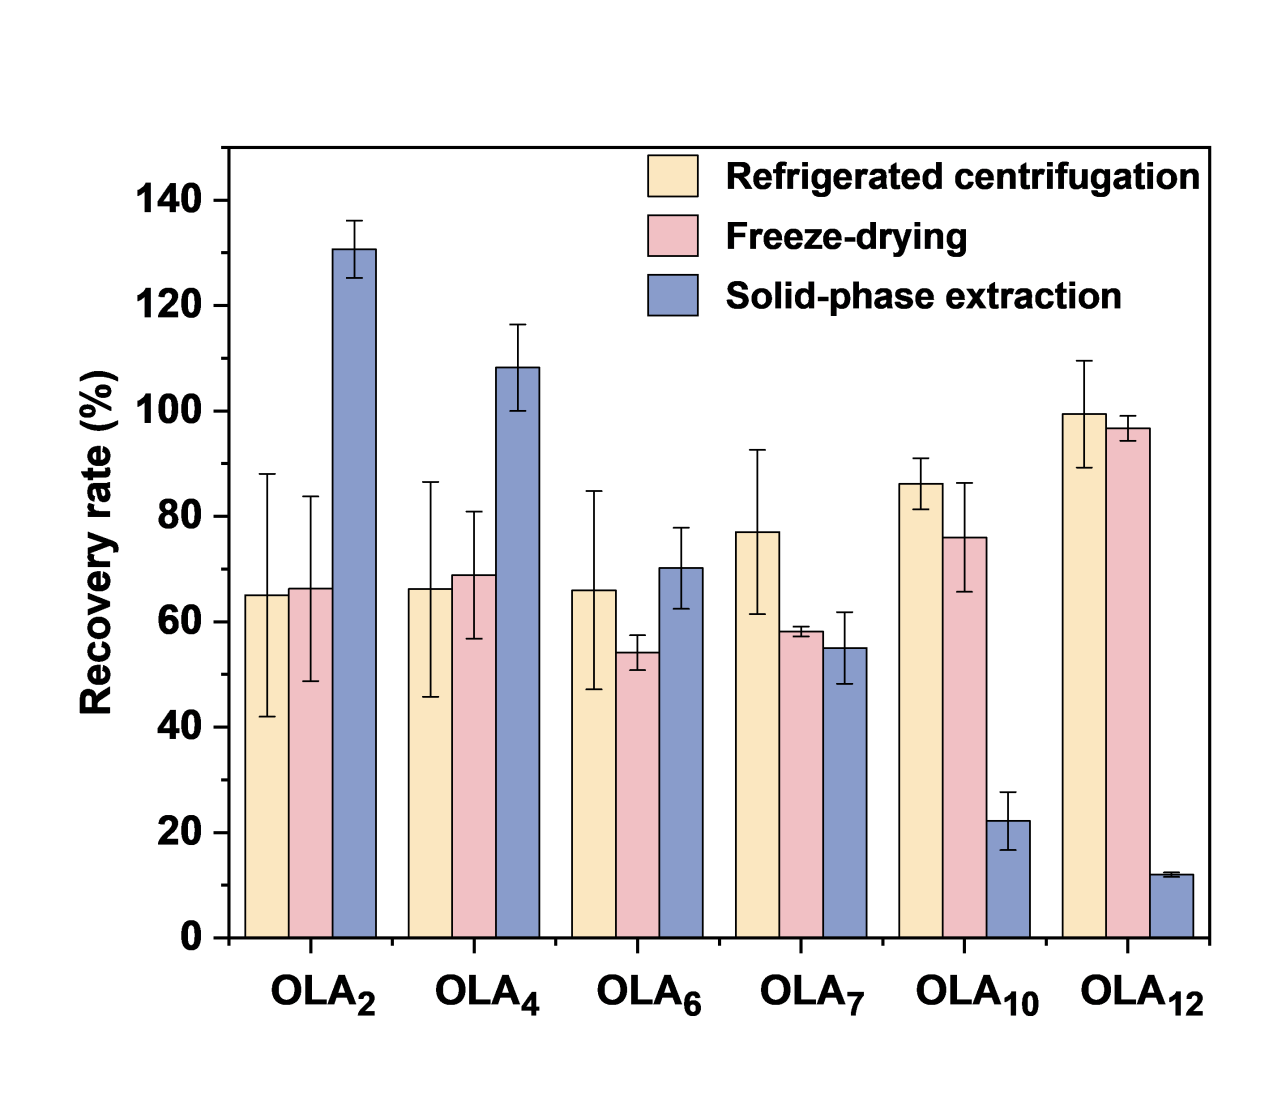 Refrigerated centrifugation
Freeze-drying
Solid-phase extraction
Recovery rate (%)
140
120
100
80
60
40
20
0
OLA₂ OLA₄ OLA₆ OLA₇ OLA₁₀ OLA₁₂